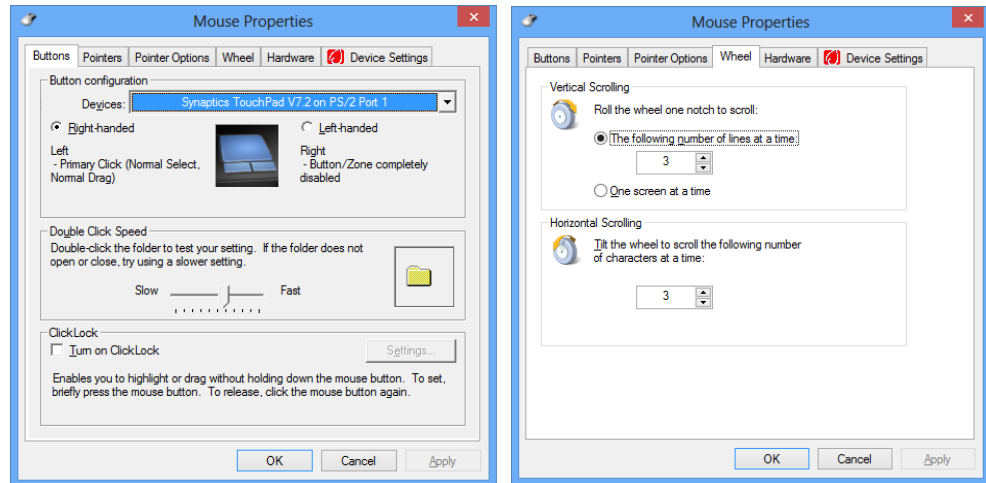 Mouse Properties
Buttons Pointers Pointer Options Wheel Hardware Device Settings
Button configuration
Devices: Synaptics TouchPad V7.2 on PS/2 Port 1
Right-handed
Left-handed
Left
- Primary Click (Normal Select,
Normal Drag)
Right
- Button/Zone completely
disabled
Double Click Speed
Double-click the folder to test your setting. If the folder does not
open or close, try using a slower setting.
Slow Fast
ClickLock
Turn on ClickLock
Settings...
Enables you to highlight or drag without holding down the mouse button. To set,
briefly press the mouse button. To release, click the mouse button again.
OK Cancel Apply
Mouse Properties
Buttons Pointers Pointer Options Wheel Hardware Device Settings
Vertical Scrolling
Roll the wheel one notch to scroll:
The following number of lines at a time:
3
One screen at a time
Horizontal Scrolling
Tilt the wheel to scroll the following number
of characters at a time:
3
OK Cancel Apply